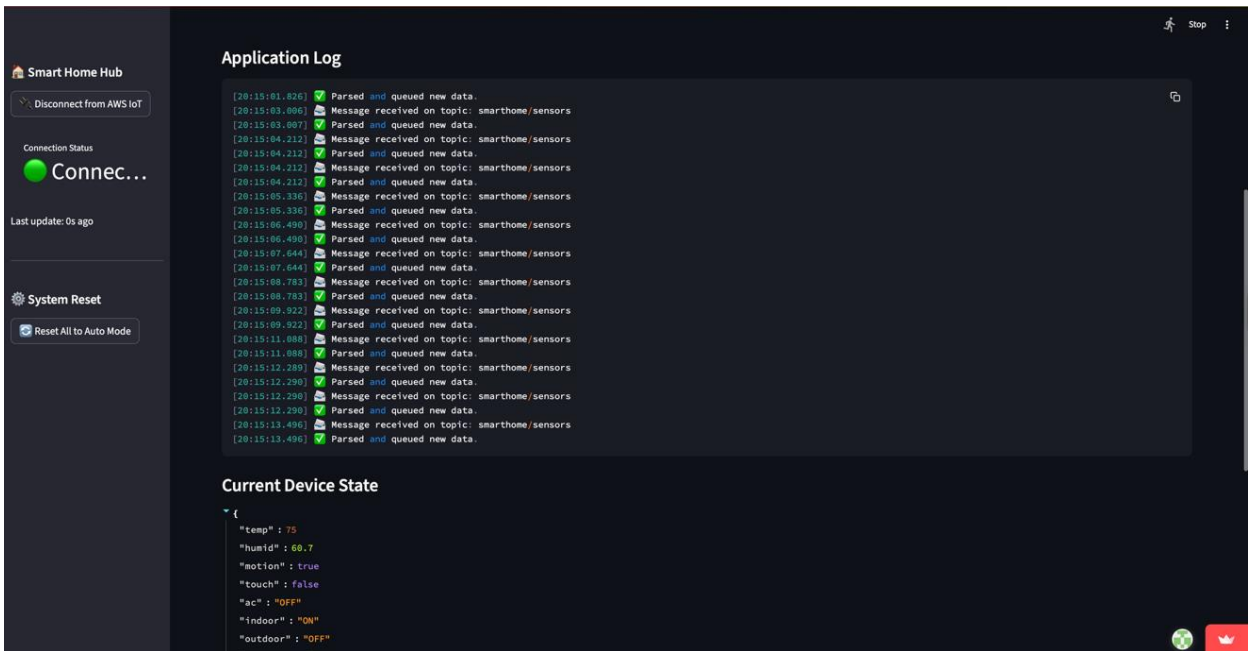 Stop
Smart Home Hub
Disconnect from AWS IoT
Connection Status
Connec...
Last update: 0s ago
System Reset
Reset All to Auto Mode
Application Log
[20:15:01.826] ✅ Parsed and queued new data.
[20:15:03.006] 📨 Message received on topic: smarthome/sensors
[20:15:03.007] ✅ Parsed and queued new data.
[20:15:04.212] 📨 Message received on topic: smarthome/sensors
[20:15:04.212] ✅ Parsed and queued new data.
[20:15:04.212] 📨 Message received on topic: smarthome/sensors
[20:15:04.212] ✅ Parsed and queued new data.
[20:15:05.336] 📨 Message received on topic: smarthome/sensors
[20:15:05.336] ✅ Parsed and queued new data.
[20:15:06.490] 📨 Message received on topic: smarthome/sensors
[20:15:06.490] ✅ Parsed and queued new data.
[20:15:07.644] 📨 Message received on topic: smarthome/sensors
[20:15:07.644] ✅ Parsed and queued new data.
[20:15:08.783] 📨 Message received on topic: smarthome/sensors
[20:15:08.783] ✅ Parsed and queued new data.
[20:15:09.922] 📨 Message received on topic: smarthome/sensors
[20:15:09.922] ✅ Parsed and queued new data.
[20:15:11.088] 📨 Message received on topic: smarthome/sensors
[20:15:11.088] ✅ Parsed and queued new data.
[20:15:12.289] 📨 Message received on topic: smarthome/sensors
[20:15:12.290] ✅ Parsed and queued new data.
[20:15:12.290] 📨 Message received on topic: smarthome/sensors
[20:15:12.290] ✅ Parsed and queued new data.
[20:15:13.496] 📨 Message received on topic: smarthome/sensors
[20:15:13.496] ✅ Parsed and queued new data.
Current Device State
{
"temp" : 75
"humid" : 60.7
"motion" : true
"touch" : false
"ac" : "OFF"
"indoor" : "ON"
"outdoor" : "OFF"